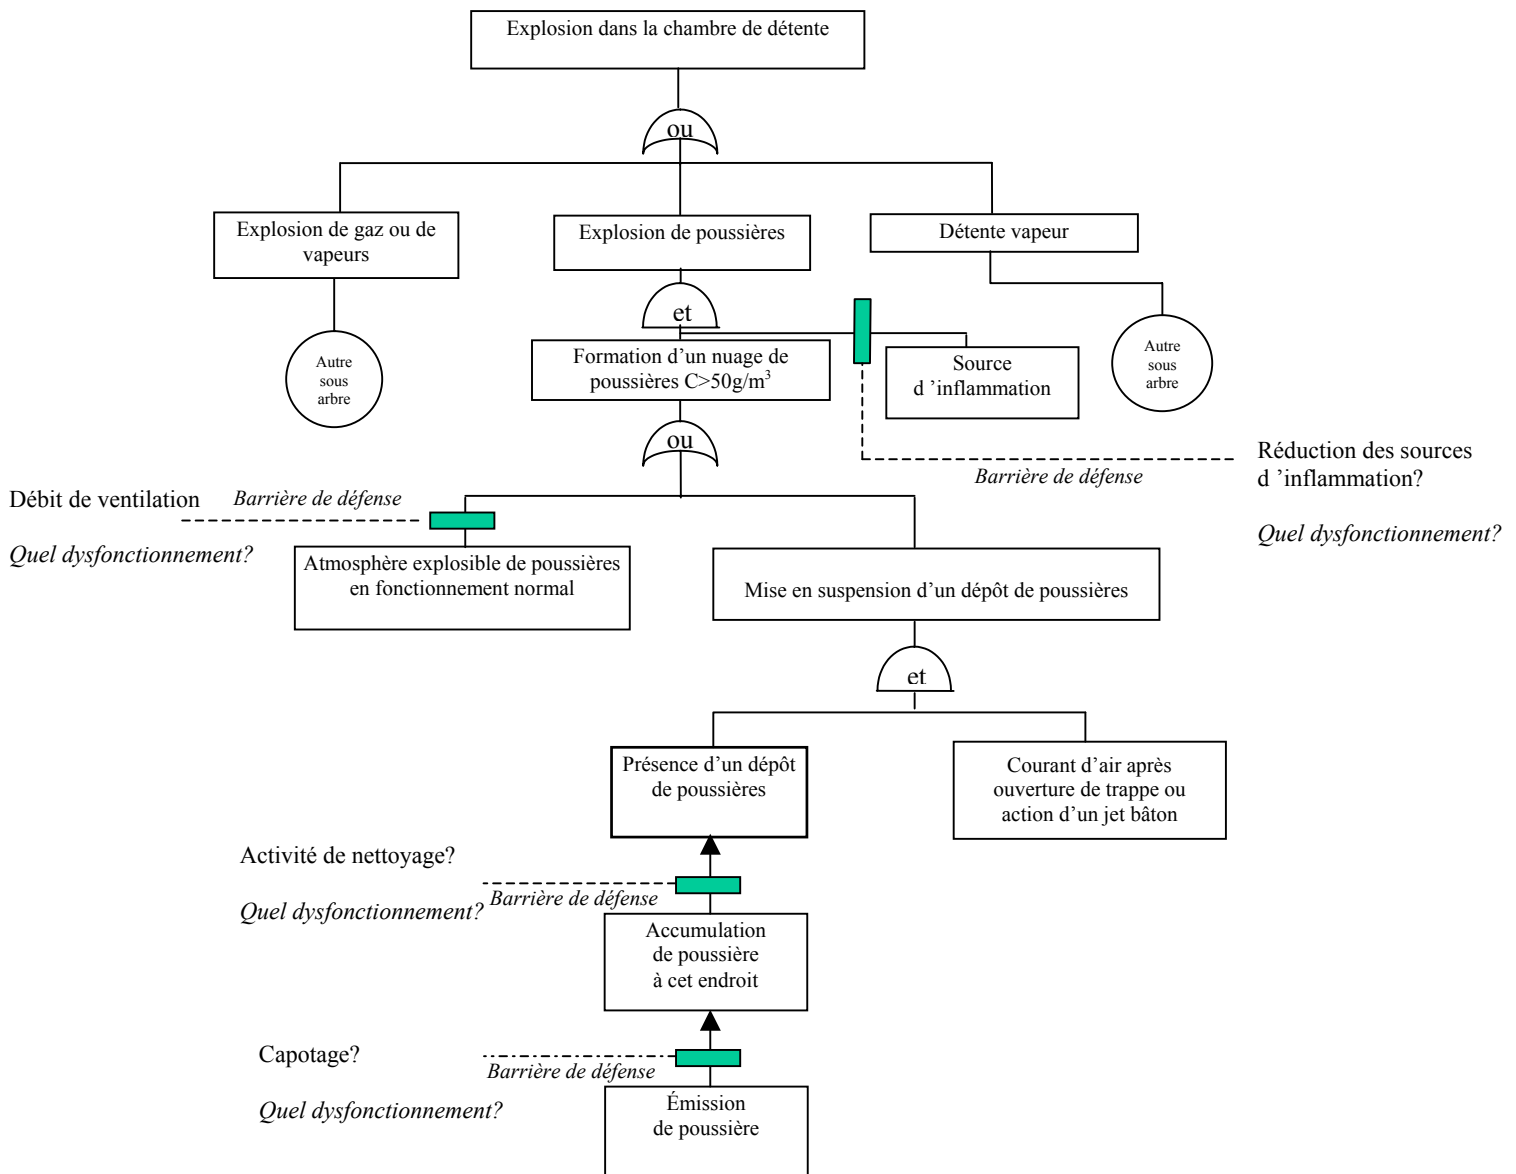 Explosion dans la chambre de détente
ou
Explosion de gaz ou de
vapeurs
Explosion de poussières
Détente vapeur
et
Autre
sous
arbre
Formation d’un nuage de
poussières C>50g/m³
Source
d ’inflammation
Autre
sous
arbre
ou
Barrière de défense
Réduction des sources
d ’inflammation?
Quel dysfonctionnement?
Débit de ventilation
Barrière de défense
Quel dysfonctionnement?
Atmosphère explosible de poussières
en fonctionnement normal
Mise en suspension d’un dépôt de poussières
et
Présence d’un dépôt
de poussières
Courant d’air après
ouverture de trappe ou
action d’un jet bâton
Activité de nettoyage?
Barrière de défense
Quel dysfonctionnement?
Accumulation
de poussière
à cet endroit
Capotage?
Barrière de défense
Quel dysfonctionnement?
Émission
de poussière